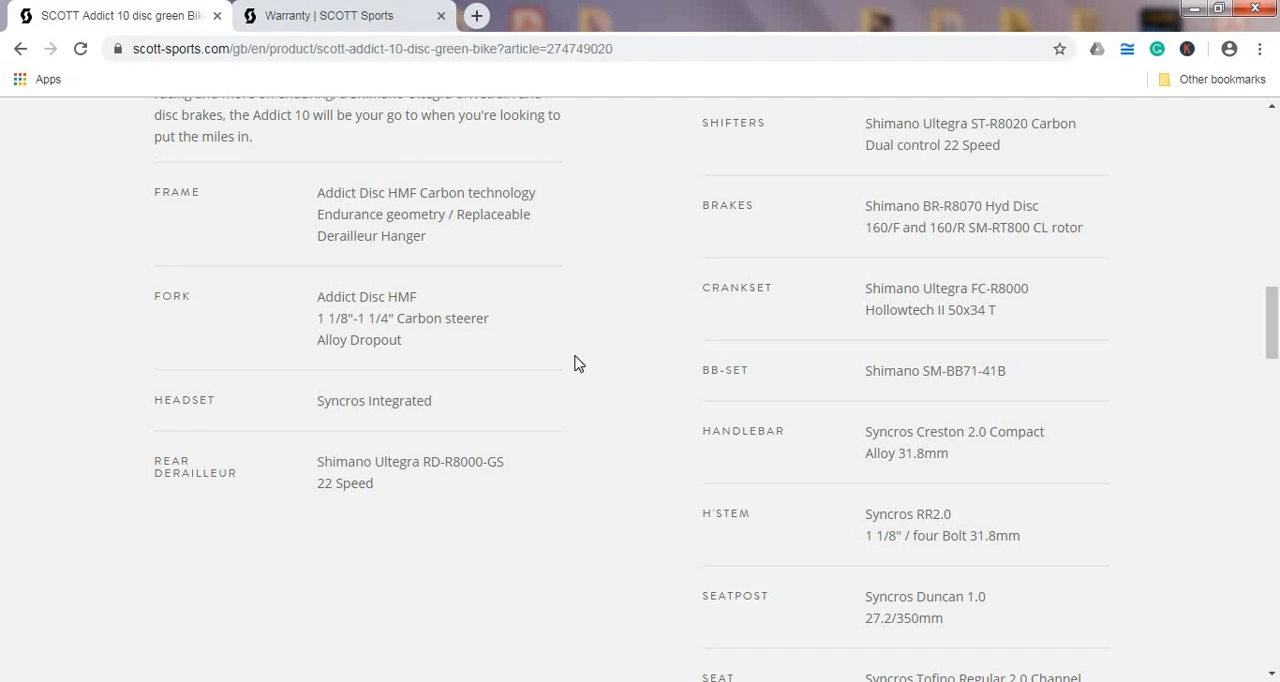 SCOTT Addict 10 disc green Bik
Warranty | SCOTT Sports
scott-sports.com/gb/en/product/scott-addict-10-disc-green-bike?article=274749020
Apps
Other bookmarks
disc brakes, the Addict 10 will be your go to when you're looking to
put the miles in.
FRAME
Addict Disc HMF Carbon technology
Endurance geometry / Replaceable
Derailleur Hanger
FORK
Addict Disc HMF
1 1/8"-1 1/4" Carbon steerer
Alloy Dropout
HEADSET
Syncros Integrated
REAR
DERAILLEUR
Shimano Ultegra RD-R8000-GS
22 Speed
SHIFTERS
Shimano Ultegra ST-R8020 Carbon
Dual control 22 Speed
BRAKES
Shimano BR-R8070 Hyd Disc
160/F and 160/R SM-RT800 CL rotor
CRANKSET
Shimano Ultegra FC-R8000
Hollowtech II 50x34 T
BB-SET
Shimano SM-BB71-41B
HANDLEBAR
Syncros Creston 2.0 Compact
Alloy 31.8mm
H'STEM
Syncros RR2.0
1 1/8" / four Bolt 31.8mm
SEATPOST
Syncros Duncan 1.0
27.2/350mm
SEAT
Syncros Tofino Regular 2.0 Channel